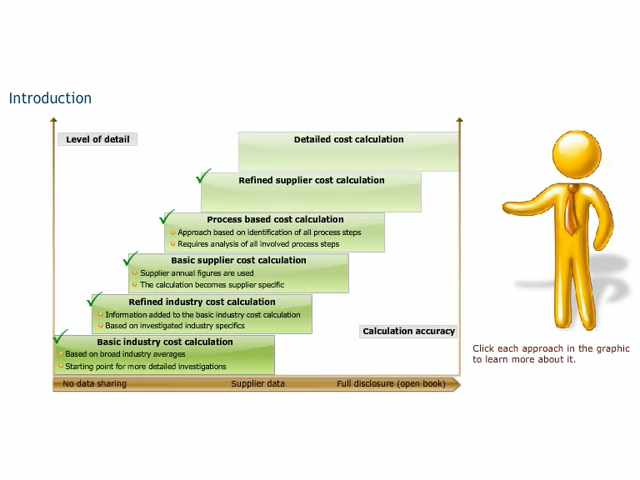 Introduction
Level of detail
Detailed cost calculation
Refined supplier cost calculation
Process based cost calculation
Approach based on identification of all process steps
Requires analysis of all involved process steps
Basic supplier cost calculation
Supplier annual figures are used
The calculation becomes supplier specific
Refined industry cost calculation
Information added to the basic industry cost calculation
Based on investigated industry specifics
Calculation accuracy
Basic industry cost calculation
Based on broad industry averages
Starting point for more detailed investigations
No data sharing
Supplier data
Full disclosure (open book)
Click each approach in the graphic
to learn more about it.